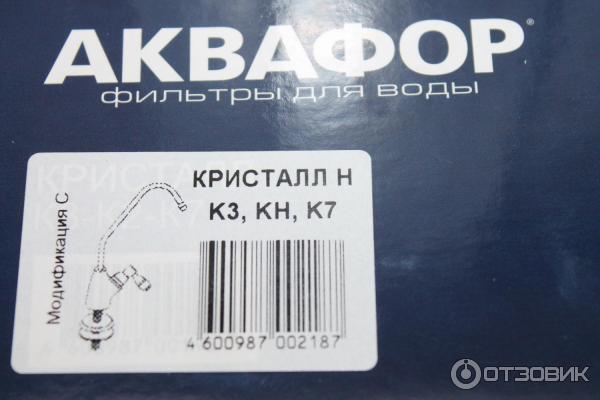 АКВАФОР®
фильтры для воды
КРИСТАЛЛ Н
К3, КН, К7
Модификация С
4 600987 002187
ОТЗОВИК